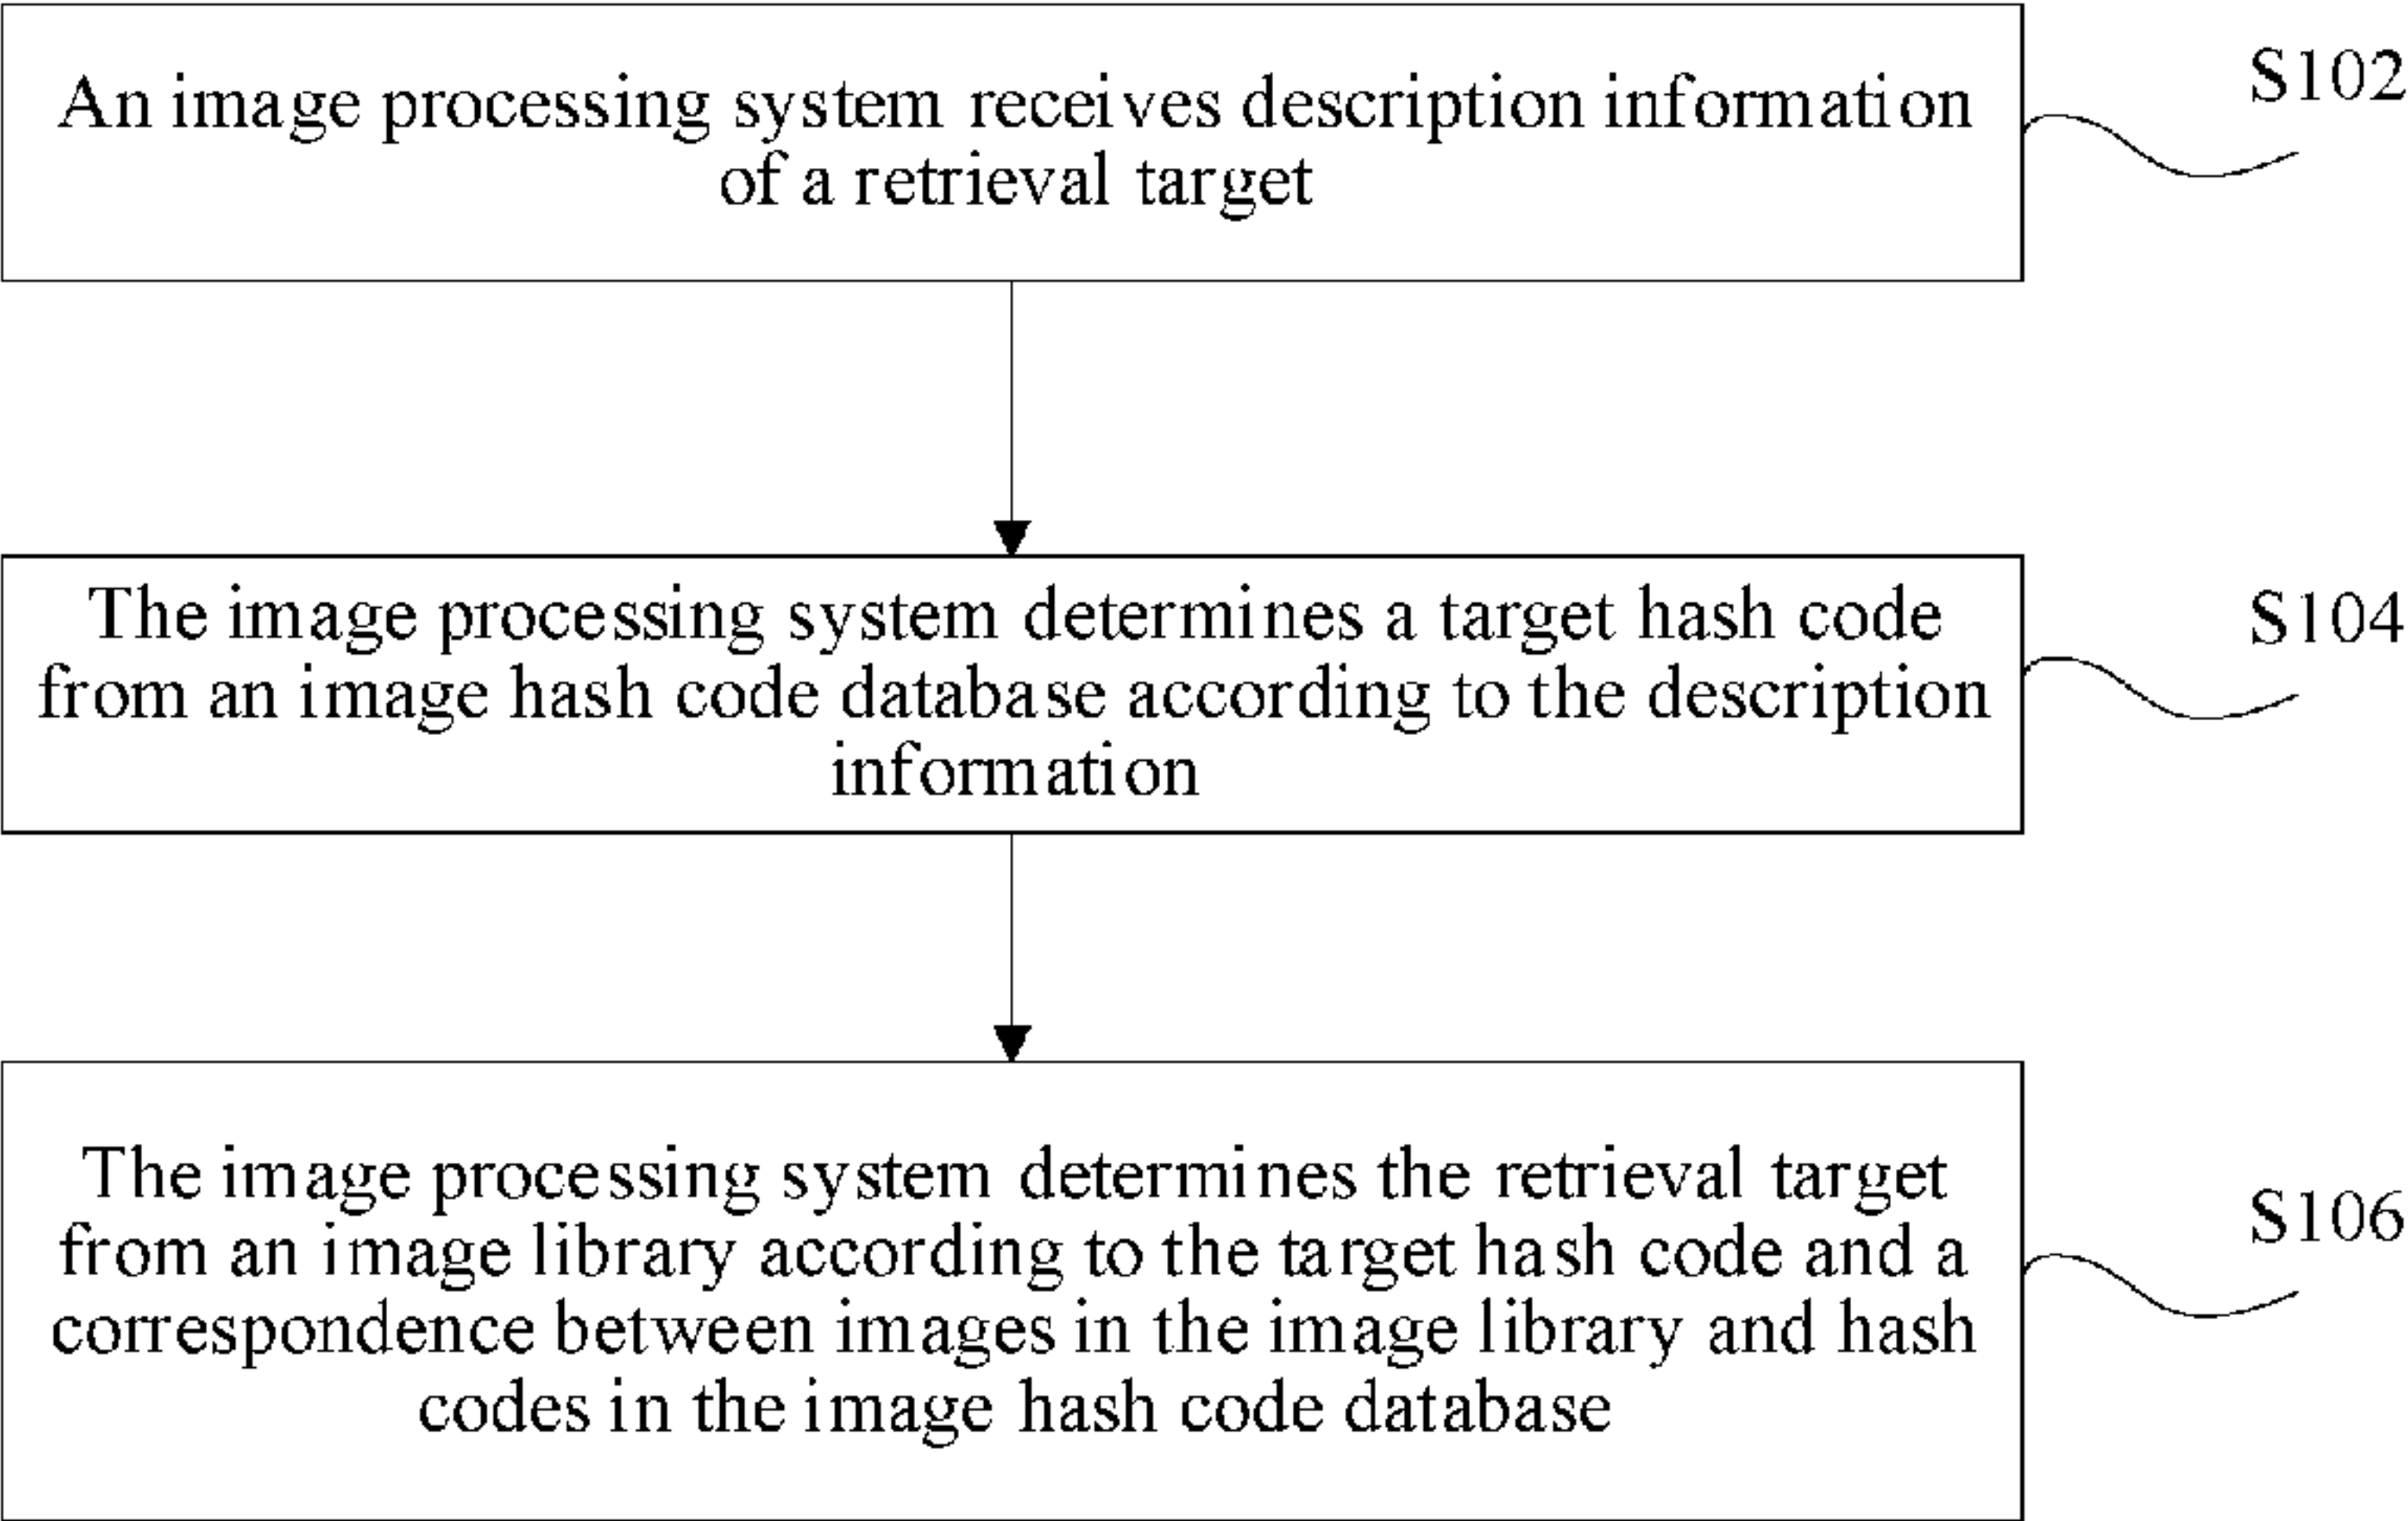 An image processing system receives description information
of a retrieval target
S102
The image processing system determines a target hash code
from an image hash code database according to the description
information
S104
The image processing system determines the retrieval target
from an image library according to the target hash code and a
correspondence between images in the image library and hash
codes in the image hash code database
S106